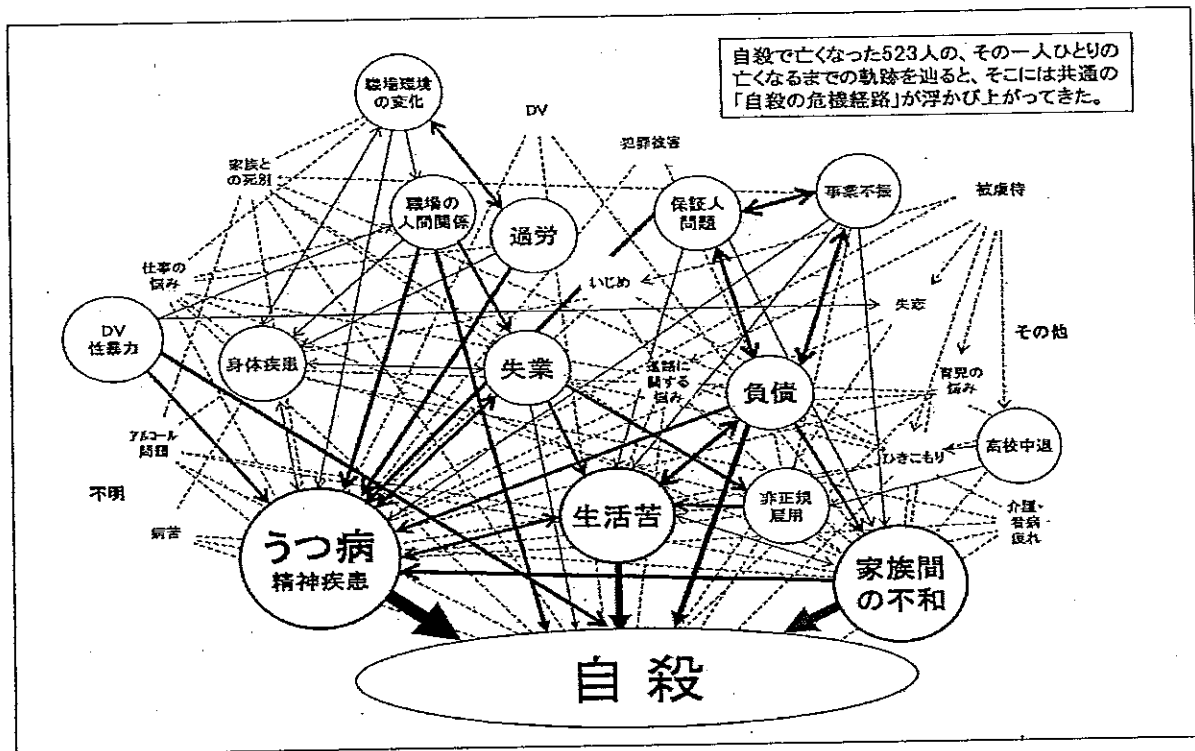 自殺で亡くなった523人の、その一人ひとりの
亡くなるまでの軌跡を辿ると、そこには共通の
「自殺の危機経路」が浮かび上がってきた。
職場環境
の変化
DV
犯罪被害
家族と
の死別
職場の
人間関係
過労
保証人
問題
事業不振
被虐待
仕事の
悩み
いじめ
失恋
DV
性暴力
その他
身体疾患
失業
進路に
関する
悩み
負債
育児の
悩み
アルコール
問題
ひきこもり
高校中退
不明
病苦
うつ病
精神疾患
生活苦
非正規
雇用
介護・
看病
疲れ
家族間
の不和
自殺